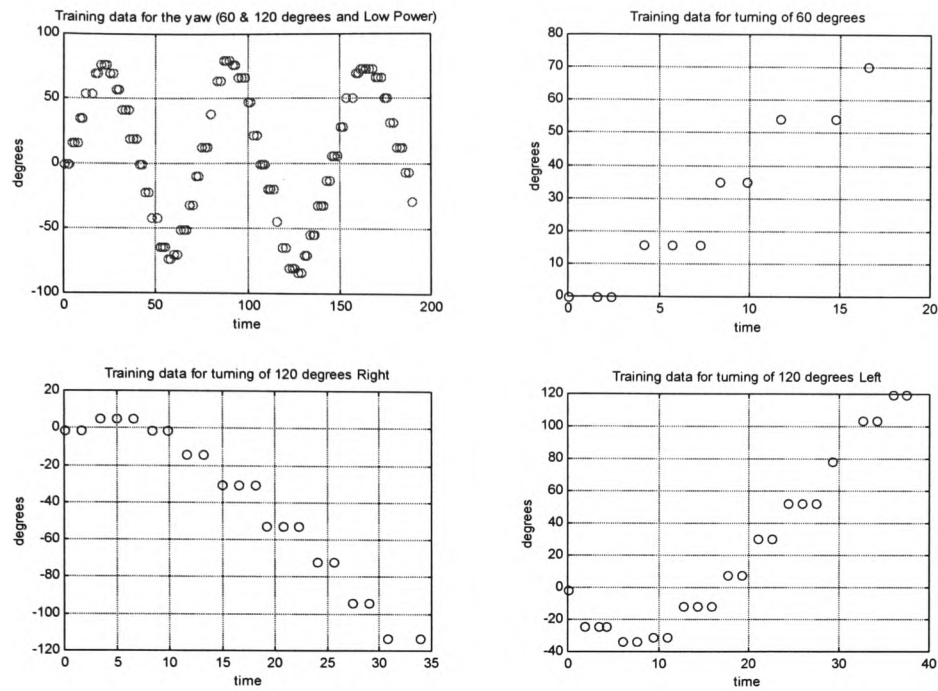 Training data for the yaw (60 & 120 degrees and Low Power)
100
50
0
-50
-100
degrees
0 50 100 150 200
time
Training data for turning of 60 degrees
80
70
60
50
40
30
20
10
0
degrees
0 5 10 15 20
time
Training data for turning of 120 degrees Right
20
0
-20
-40
-60
-80
-100
-120
degrees
0 5 10 15 20 25 30 35
time
Training data for turning of 120 degrees Left
120
100
80
60
40
20
0
-20
-40
degrees
0 10 20 30 40
time